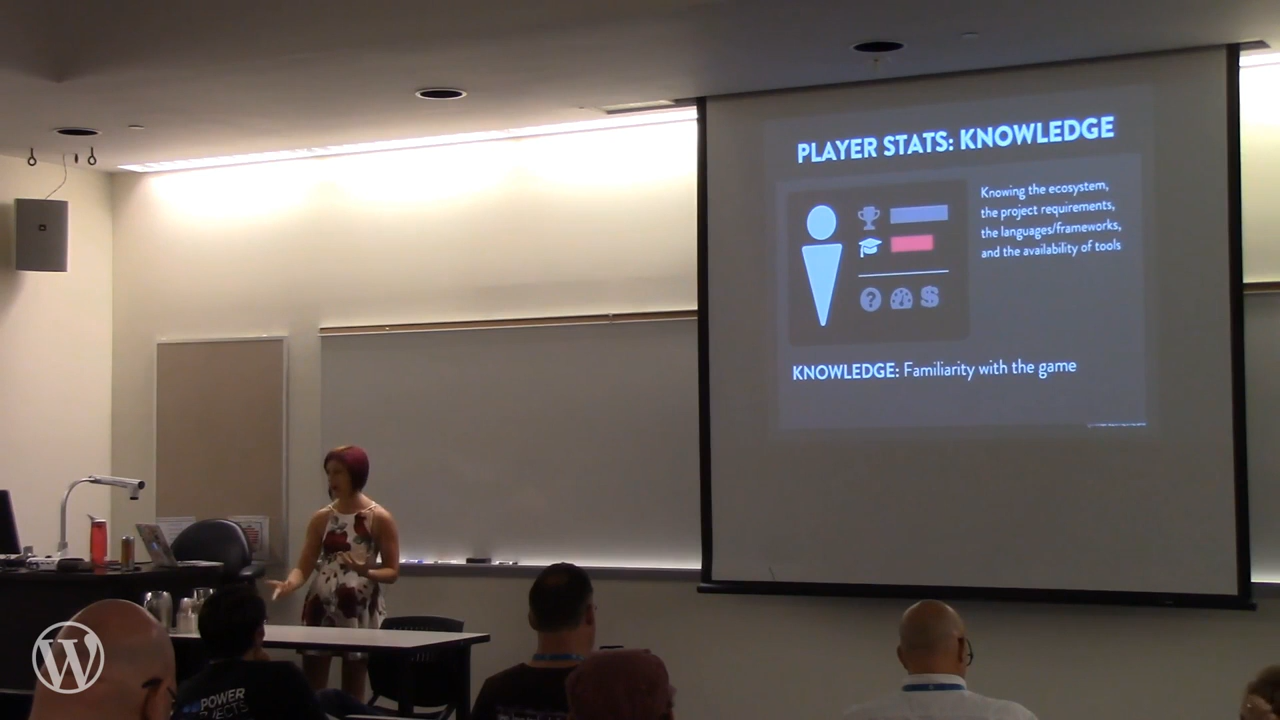 PLAYER STATS: KNOWLEDGE
Knowing the ecosystem,
the project requirements,
the languages/frameworks,
and the availability of tools
KNOWLEDGE: Familiarity with the game
POWER